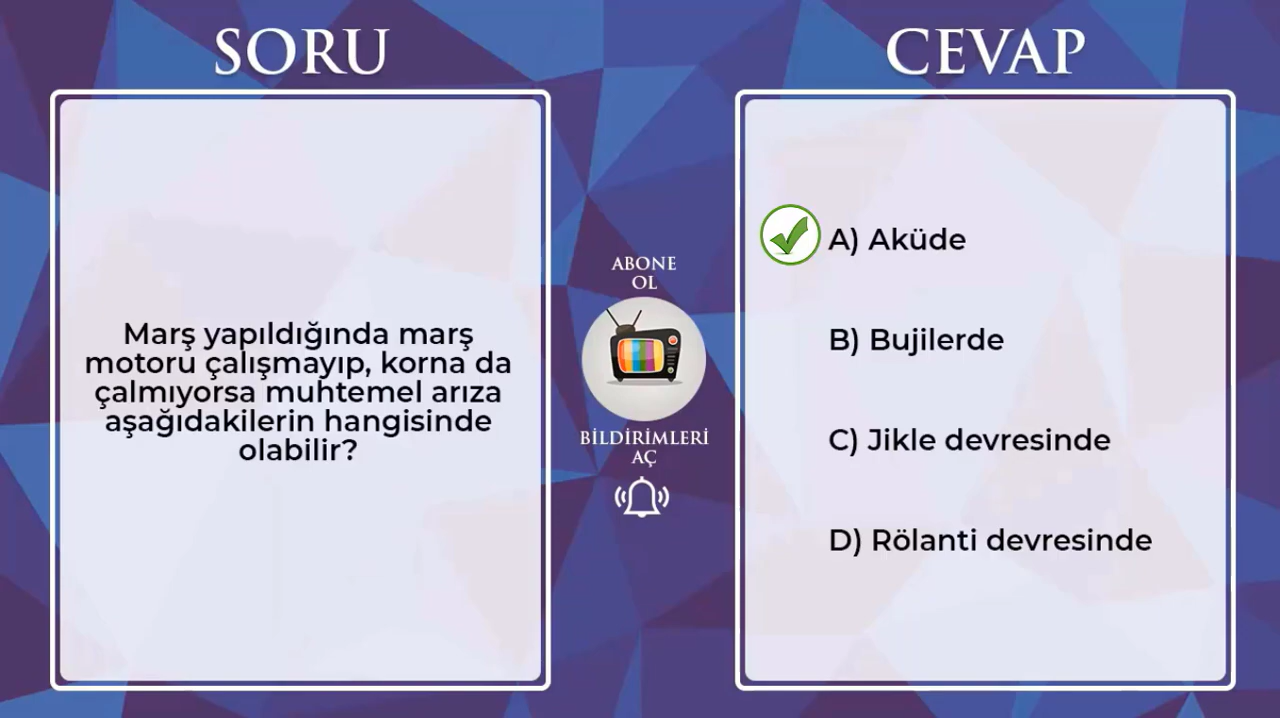 SORU
Marş yapıldığında marş
motoru çalışmayıp, korna da
çalmıyorsa muhtemel arıza
aşağıdakilerin hangisinde
olabilir?
ABONE
OL
BİLDİRİMLERİ
AÇ
CEVAP
A) Aküde
B) Bujilerde
C) Jikle devresinde
D) Rölanti devresinde